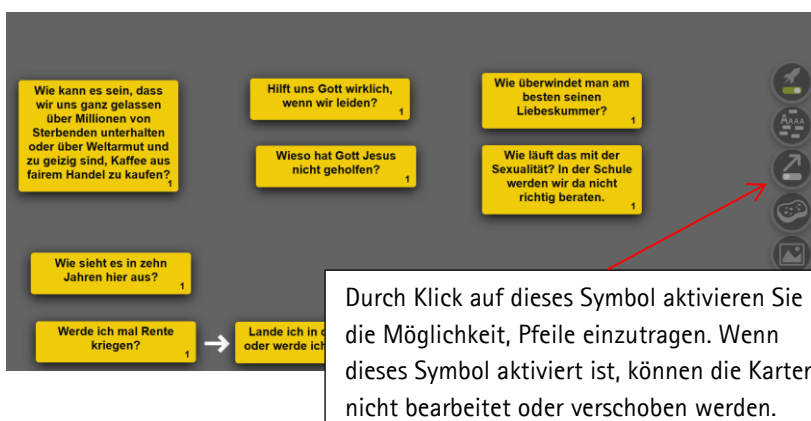 Wie kann es sein, dass
wir uns ganz gelassen
über Millionen von
Sterbenden unterhalten
oder über Weltarmut und
zu geizig sind, Kaffee aus
fairem Handel zu kaufen?
1
Hilft uns Gott wirklich,
wenn wir leiden?
1
Wieso hat Gott Jesus
nicht geholfen?
1
Wie überwindet man am
besten seinen
Liebeskummer?
1
Wie läuft das mit der
Sexualität? In der Schule
werden wir da nicht
richtig beraten.
1
AAAA
Wie sieht es in zehn
Jahren hier aus?
1
Werde ich mal Rente
kriegen?
1
Lande ich in
oder werde ich
Durch Klick auf dieses Symbol aktivieren Sie
die Möglichkeit, Pfeile einzutragen. Wenn
dieses Symbol aktiviert ist, können die Karten
nicht bearbeitet oder verschoben werden.